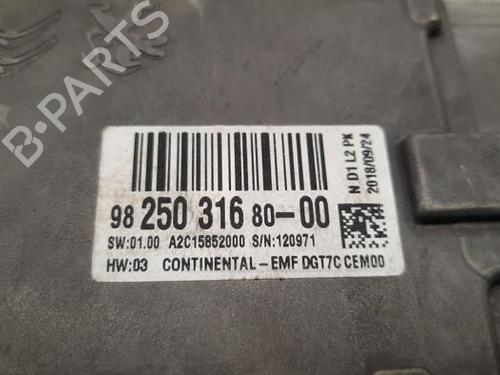 B-PARTS
N D1 L2 PK
2018/09/24
98 250 316 80-00
SW:01.00 A2C15852000 S/N:120971
HW:03 CONTINENTAL-EMF DGT7C CEM00